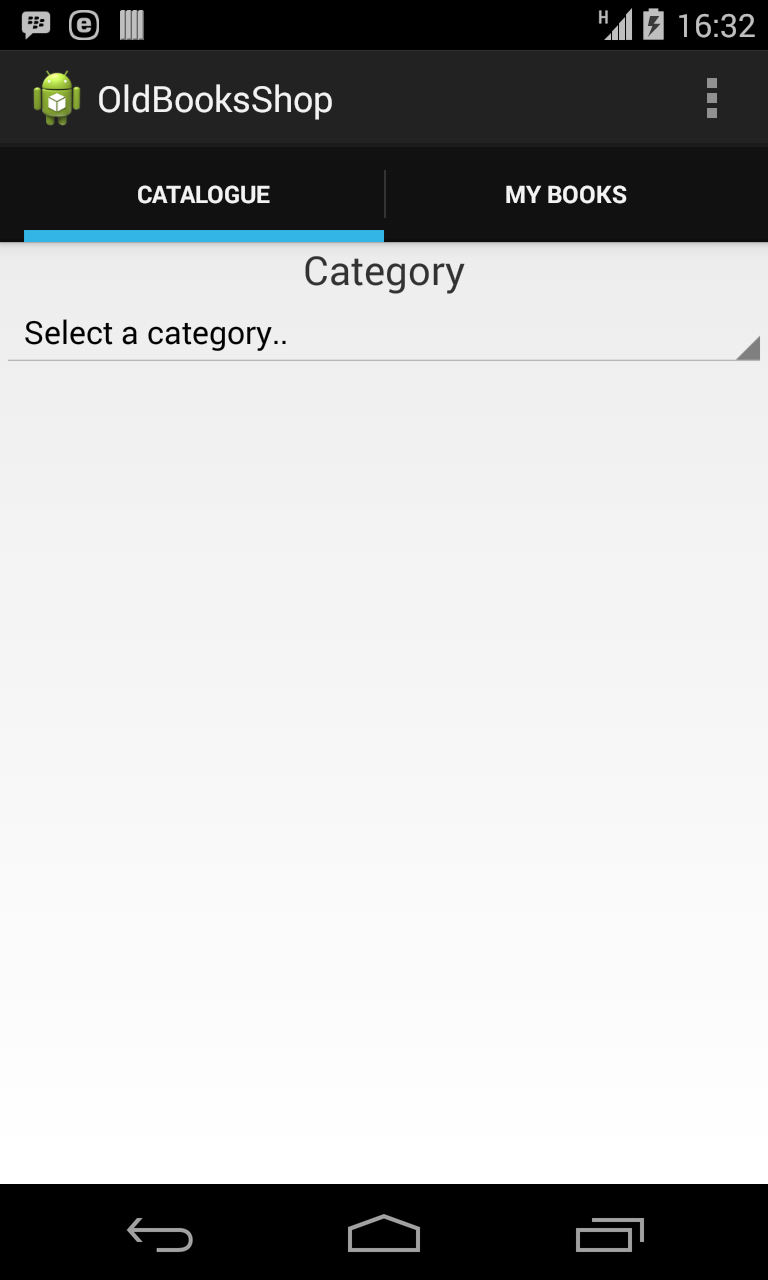 H 16:32
OldBooksShop
CATALOGUE MY BOOKS
Category
Select a category..